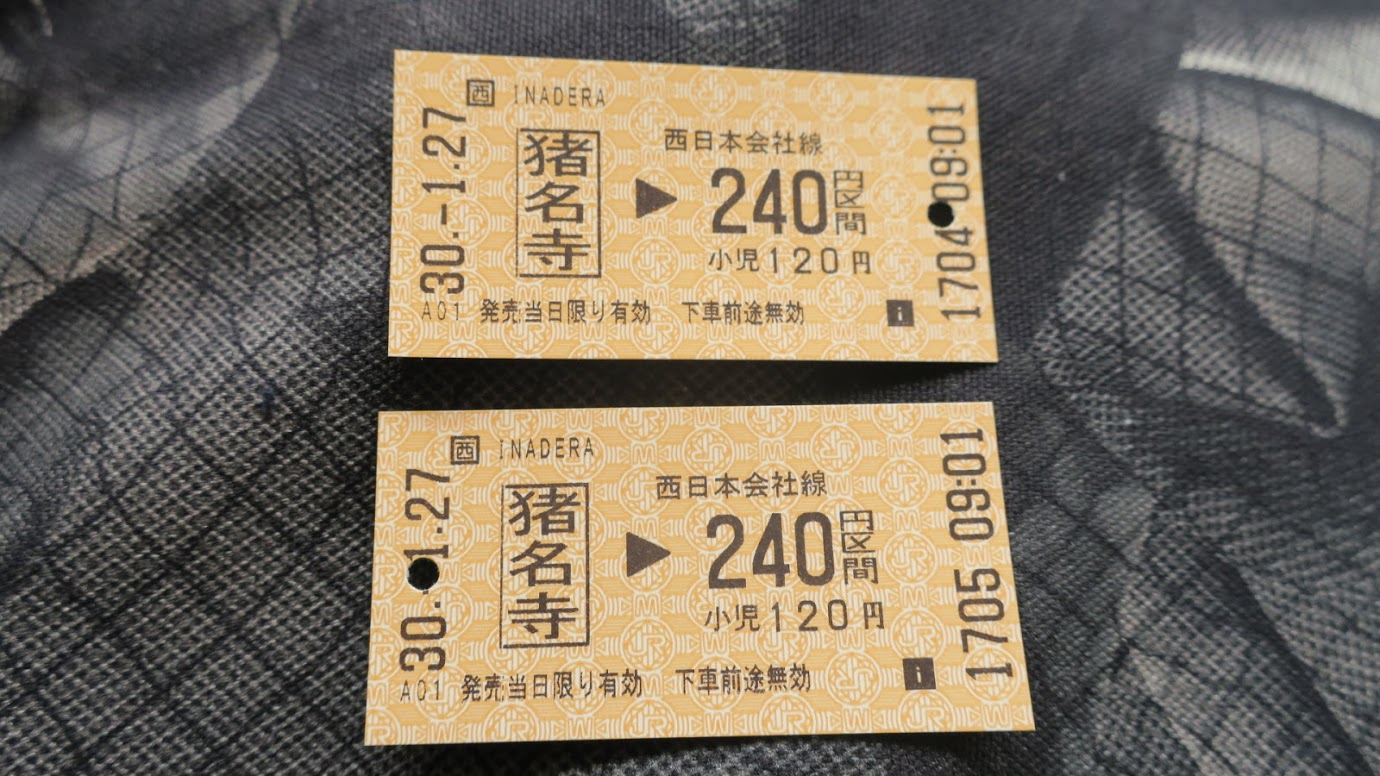 西 INADERA
30.-1.27
猪名寺
西日本会社線
▶ 240円区間
小児120円
A01 発売当日限り有効 下車前途無効 i
1704 09:01
西 INADERA
30.-1.27
猪名寺
西日本会社線
▶ 240円区間
小児120円
A01 発売当日限り有効 下車前途無効 i
1705 09:01